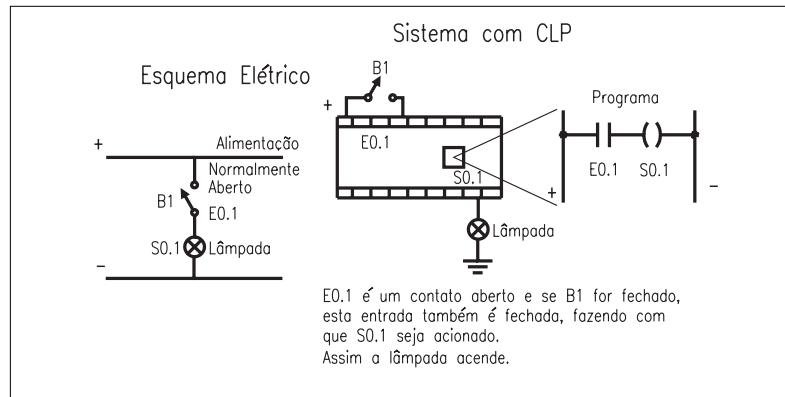 Sistema com CLP
Esquema Elétrico
B1
+
E0.1
S0.1
Lâmpada
Programa
E0.1 S0.1
+
–
+
Alimentação
Normalmente
Aberto
B1
E0.1
S0.1 Lâmpada
–
E0.1 é um contato aberto e se B1 for fechado,
esta entrada também é fechada, fazendo com
que S0.1 seja acionado.
Assim a lâmpada acende.